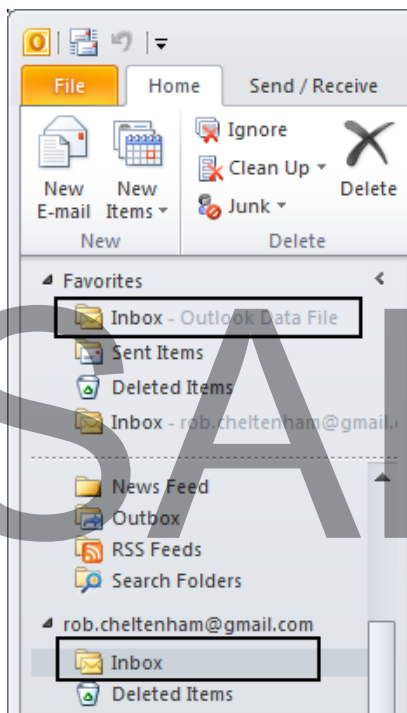 File Home Send / Receive
Ignore
Clean Up
Junk
New E-mail
New Items
Delete
New Delete
Favorites
Inbox - Outlook Data File
Sent Items
Deleted Items
Inbox - rob.cheltenham@gmail.
News Feed
Outbox
RSS Feeds
Search Folders
rob.cheltenham@gmail.com
Inbox
Deleted Items